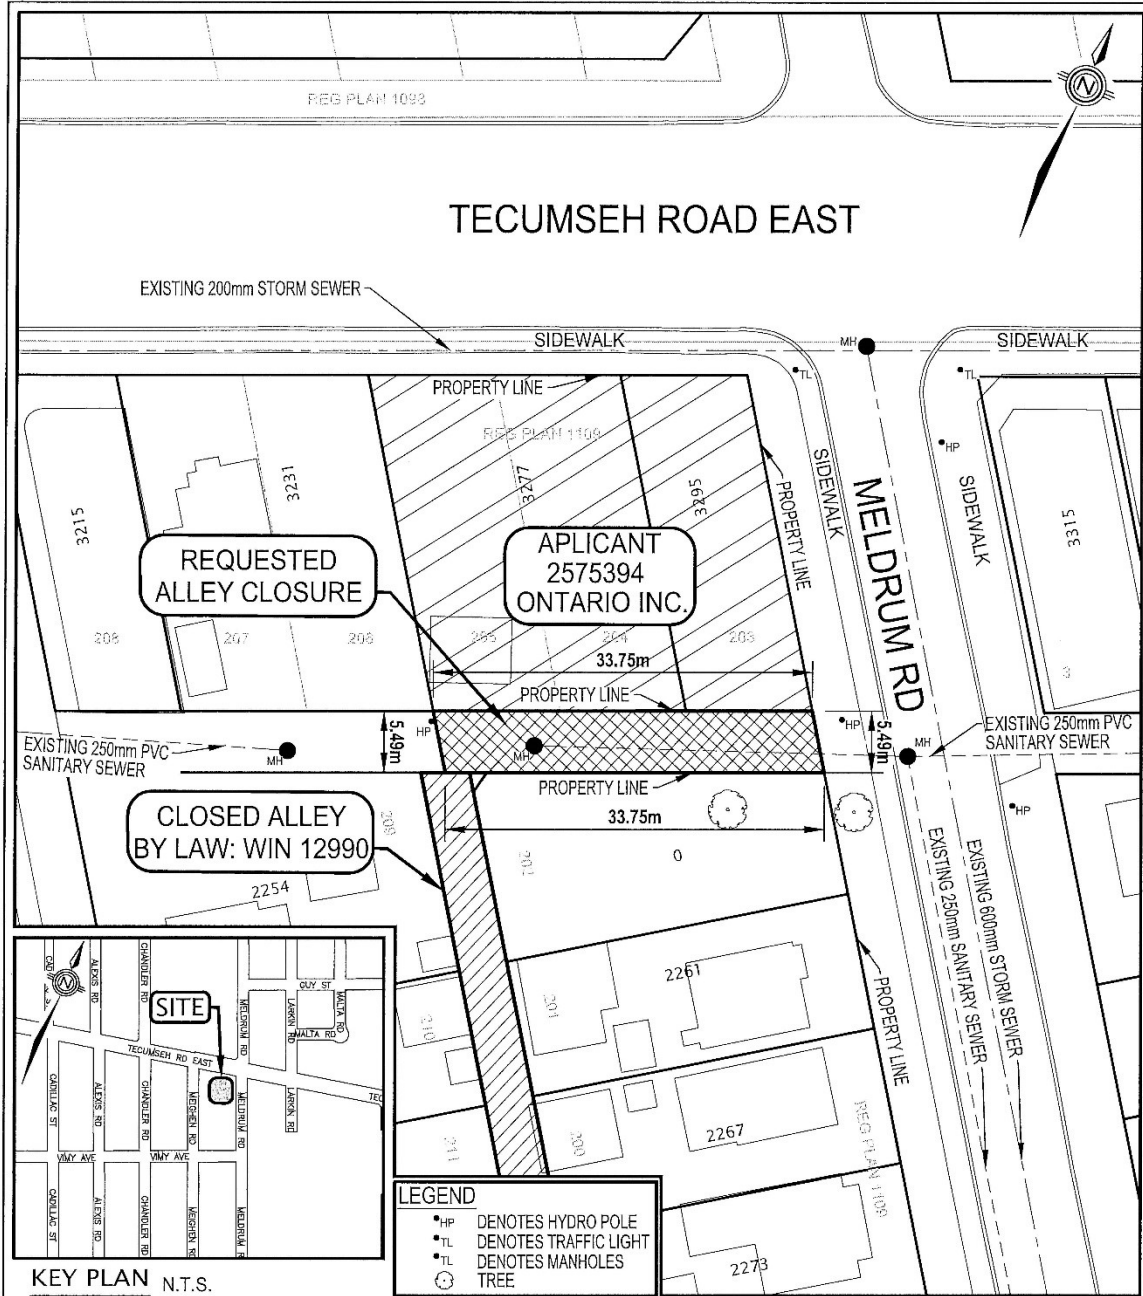 REG PLAN 1093
N
TECUMSEH ROAD EAST
EXISTING 200mm STORM SEWER
SIDEWALK
MH
SIDEWALK
TL
TL
PROPERTY LINE
REG PLAN 1109
HP
3215
3231
3277
3295
PROPERTY LINE
SIDEWALK
MELDRUM RD
SIDEWALK
3315
REQUESTED
ALLEY CLOSURE
APLICANT
2575394
ONTARIO INC.
208
207
206
205
204
203
3
33.75m
PROPERTY LINE
HP
5.49m
HP
5.49m
EXISTING 250mm PVC
SANITARY SEWER
MH
MH
MH
EXISTING 250mm PVC
SANITARY SEWER
PROPERTY LINE
33.75m
HP
CLOSED ALLEY
BY LAW: WIN 12990
209
202
0
2254
EXISTING 250mm SANITARY SEWER
EXISTING 600mm STORM SEWER
2261
201
210
PROPERTY LINE
2267
200
211
REG PLAN 1109
2273
N
CAD
ALEXIS RD
CHANDLER RD
SITE
MELDRUM RD
LARKIN RD
GUY ST
MALTA RD
MALTA RD
TECUMSEH RD EAST
TEC
CADILLAC ST
ALEXIS RD
CHANDLER RD
MEIGHEN RD
MELDRUM RD
LARKIN RD
VIMY AVE
VIMY AVE
CADILLAC ST
ALEXIS RD
CHANDLER RD
MEIGHEN RD
MELDRUM R
KEY PLAN N.T.S.
LEGEND
HP DENOTES HYDRO POLE
TL DENOTES TRAFFIC LIGHT
TL DENOTES MANHOLES
TREE